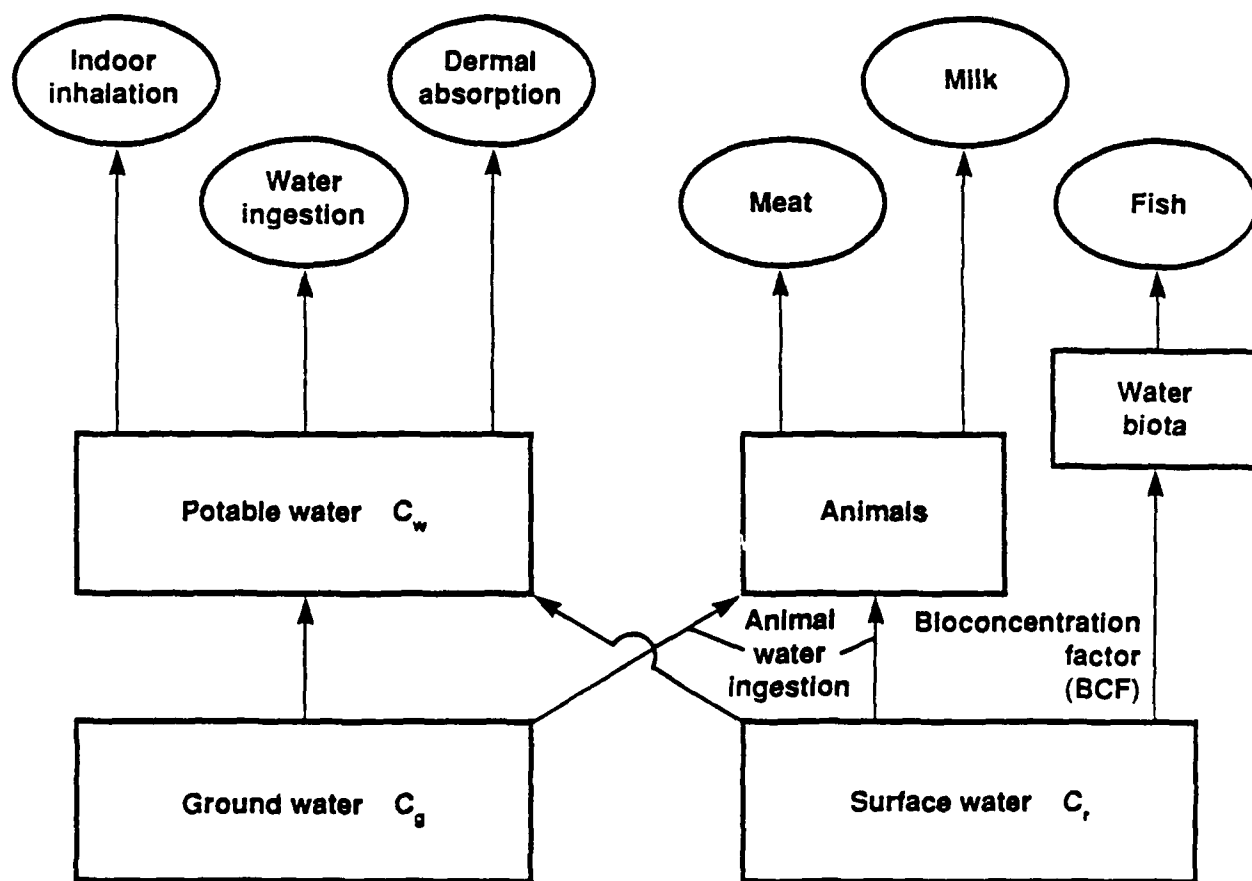 Indoor
inhalation
Dermal
absorption
Milk
Water
ingestion
Meat
Fish
Water
biota
Potable water C_w
Animals
Animal
water
ingestion
Bioconcentration
factor
(BCF)
Ground water C_g
Surface water C_r